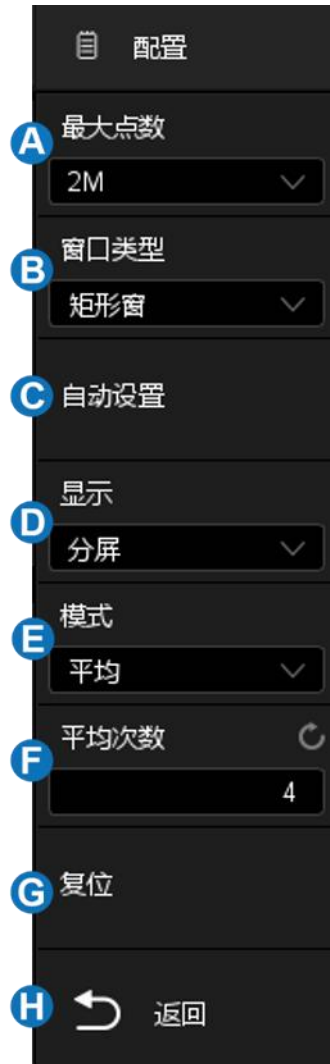 配置
A 最大点数
2M
B 窗口类型
矩形窗
C 自动设置
D 显示
分屏
E 模式
平均
F 平均次数
4
G 复位
H 返回